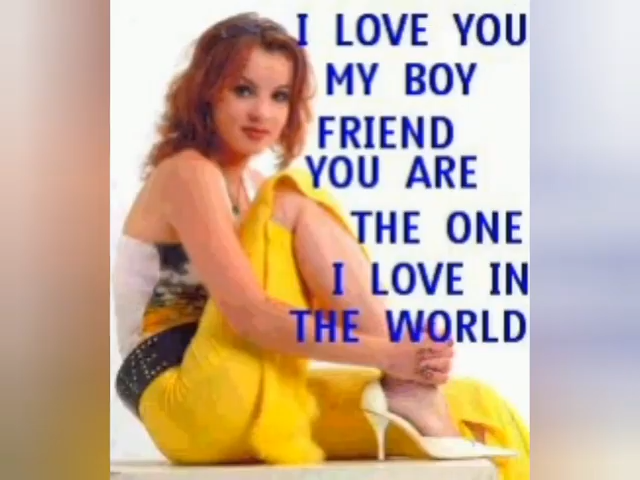 I LOVE YOU
MY BOY
FRIEND
YOU ARE
THE ONE
I LOVE IN
THE WORLD